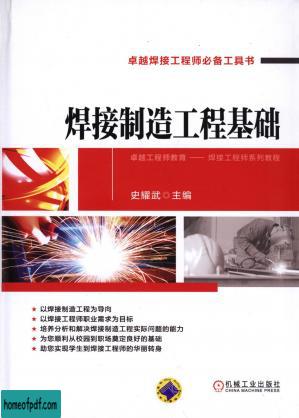 卓越焊接工程师必备工具书
焊接制造工程基础
卓越工程师教育 —— 焊接工程师系列教程
史耀武 ◎ 主编
★ 以焊接制造工程为导向
★ 以焊接工程师职业需求为目标
★ 培养分析和解决焊接制造工程实际问题的能力
★ 为您顺利从校园到职场奠定良好的基础
★ 助您实现学生到焊接工程师的华丽转身
机械工业出版社
CHINA MACHINE PRESS
homeofpdf.com